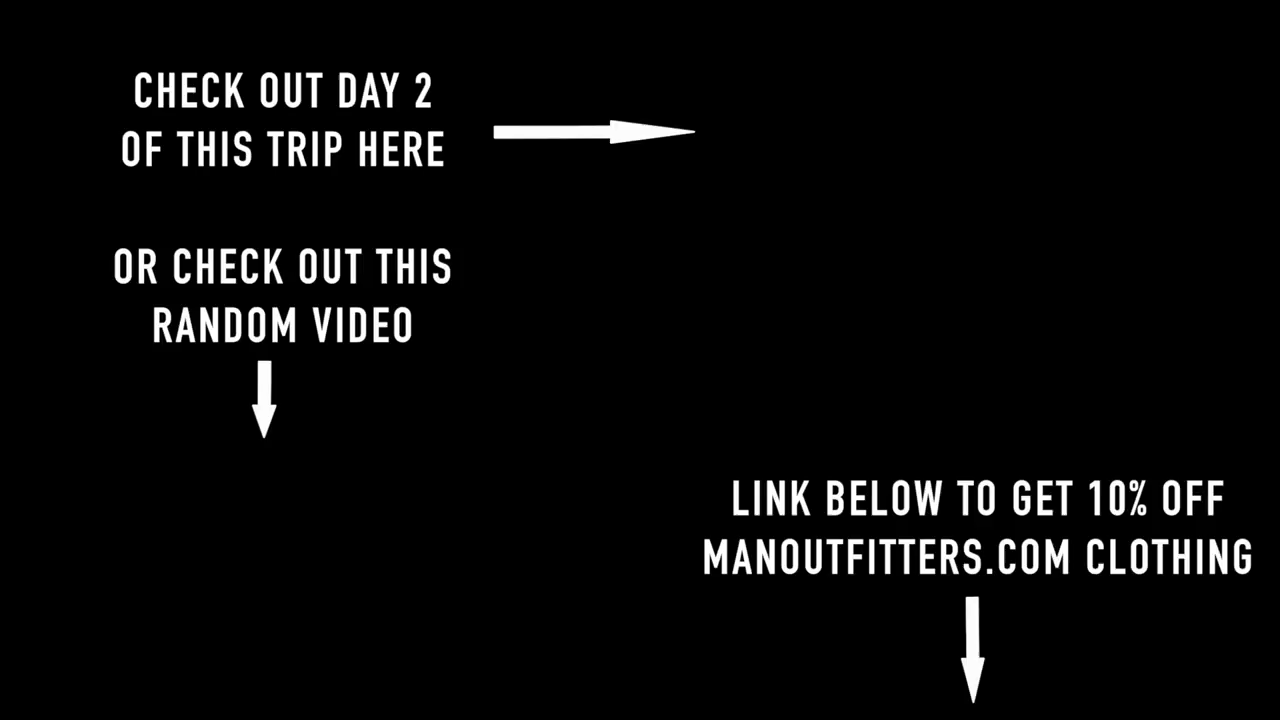 CHECK OUT DAY 2
OF THIS TRIP HERE
OR CHECK OUT THIS
RANDOM VIDEO
LINK BELOW TO GET 10% OFF
MANOUTFITTERS.COM CLOTHING